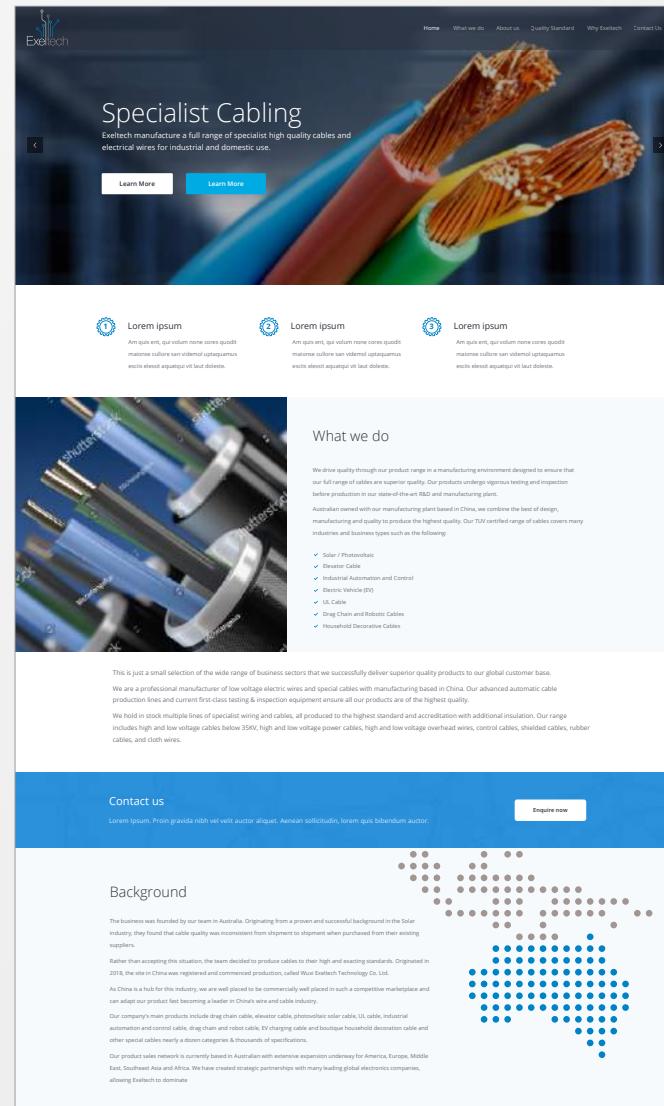 Exeltech
Home What we do About us Quality Standard Why Exeltech Contact Us
Specialist Cabling
Exeltech manufacture a full range of specialist high quality cables and
electrical wires for industrial and domestic use.
Learn More Learn More
1 Lorem ipsum
Am quis ent, qui volum none cores quodit
maionse cullore san videmol uptaquamus
esciis elessit aquatqui vit laut doleste.
2 Lorem ipsum
Am quis ent, qui volum none cores quodit
maionse cullore san videmol uptaquamus
esciis elessit aquatqui vit laut doleste.
3 Lorem ipsum
Am quis ent, qui volum none cores quodit
maionse cullore san videmol uptaquamus
esciis elessit aquatqui vit laut doleste.
shutterstock
What we do
We drive quality through our product range in a manufacturing environment designed to ensure that
our full range of cables are superior quality. Our products undergo vigorous testing and inspection
before production in our state-of-the-art R&D and manufacturing plant.
Australian owned with our manufacturing plant based in China, we combine the best of design,
manufacturing and quality to produce the highest quality. Our TUV certified range of cables covers many
industries and business types such as the following:
Solar / Photovoltaic
Elesator Cable
Industrial Automation and Control
Electric Vehicle (EV)
UL Cable
Drag Chain and Robotic Cables
Household Decorative Cables
This is just a small selection of the wide range of business sectors that we successfully deliver superior quality products to our global customer base.
We are a professional manufacturer of low voltage electric wires and special cables with manufacturing based in China. Our advanced automatic cable
production lines and current first-class testing & inspection equipment ensure all our products are of the highest quality.
We hold in stock multiple lines of specialist wiring and cables, all produced to the highest standard and accreditation with additional insulation. Our range
includes high and low voltage cables below 35KV, high and low voltage power cables, high and low voltage overhead wires, control cables, shielded cables, rubber
cables, and cloth wires.
Contact us
Lorem Ipsum. Proin gravida nibh vel velit auctor aliquet. Aenean sollicitudin, lorem quis bibendum auctor.
Enquire now
Background
The business was founded by our team in Australia. Originating from a proven and successful background in the Solar
industry, they found that cable quality was inconsistent from shipment to shipment when purchased from their existing
suppliers.
Rather than accepting this situation, the team decided to produce cables to their high and exacting standards. Originated in
2018, the site in China was registered and commenced production, called Wuxi Exeltech Technology Co. Ltd.
As China is a hub for this industry, we are well placed to be commercially well placed in such a competitive marketplace and
can adapt our product fast becoming a leader in China's wire and cable industry.
Our company's main products include drag chain cable, elevator cable, photovoltaic solar cable, UL cable, industrial
automation and control cable, drag chain and robot cable, EV charging cable and boutique household decoration cable and
other special cables nearly a dozen categories & thousands of specifications.
Our product sales network is currently based in Australian with extensive expansion underway for America, Europe, Middle
East, Southeast Asia and Africa. We have created strategic partnerships with many leading global electronics companies,
allowing Exeltech to dominate